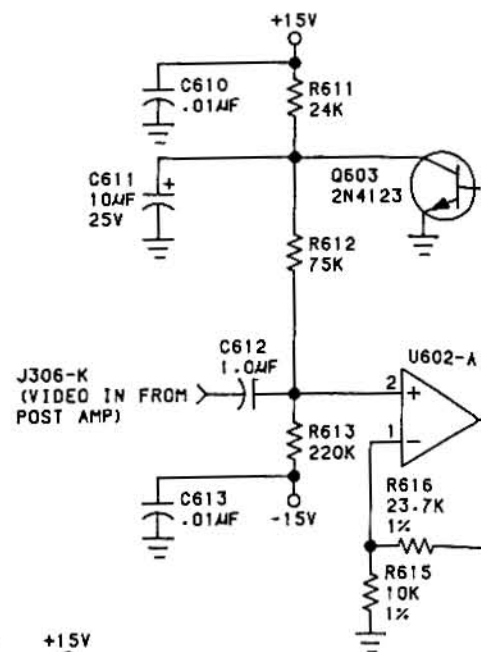 +15V
C610
.01µF
R611
24K
C611
10µF
25V
+
Q603
2N4123
R612
75K
C612
1.0µF
U602-A
J306-K
(VIDEO IN FROM
POST AMP)
2
+
1
−
R613
220K
C613
.01µF
-15V
R616
23.7K
1%
R615
10K
1%
+15V